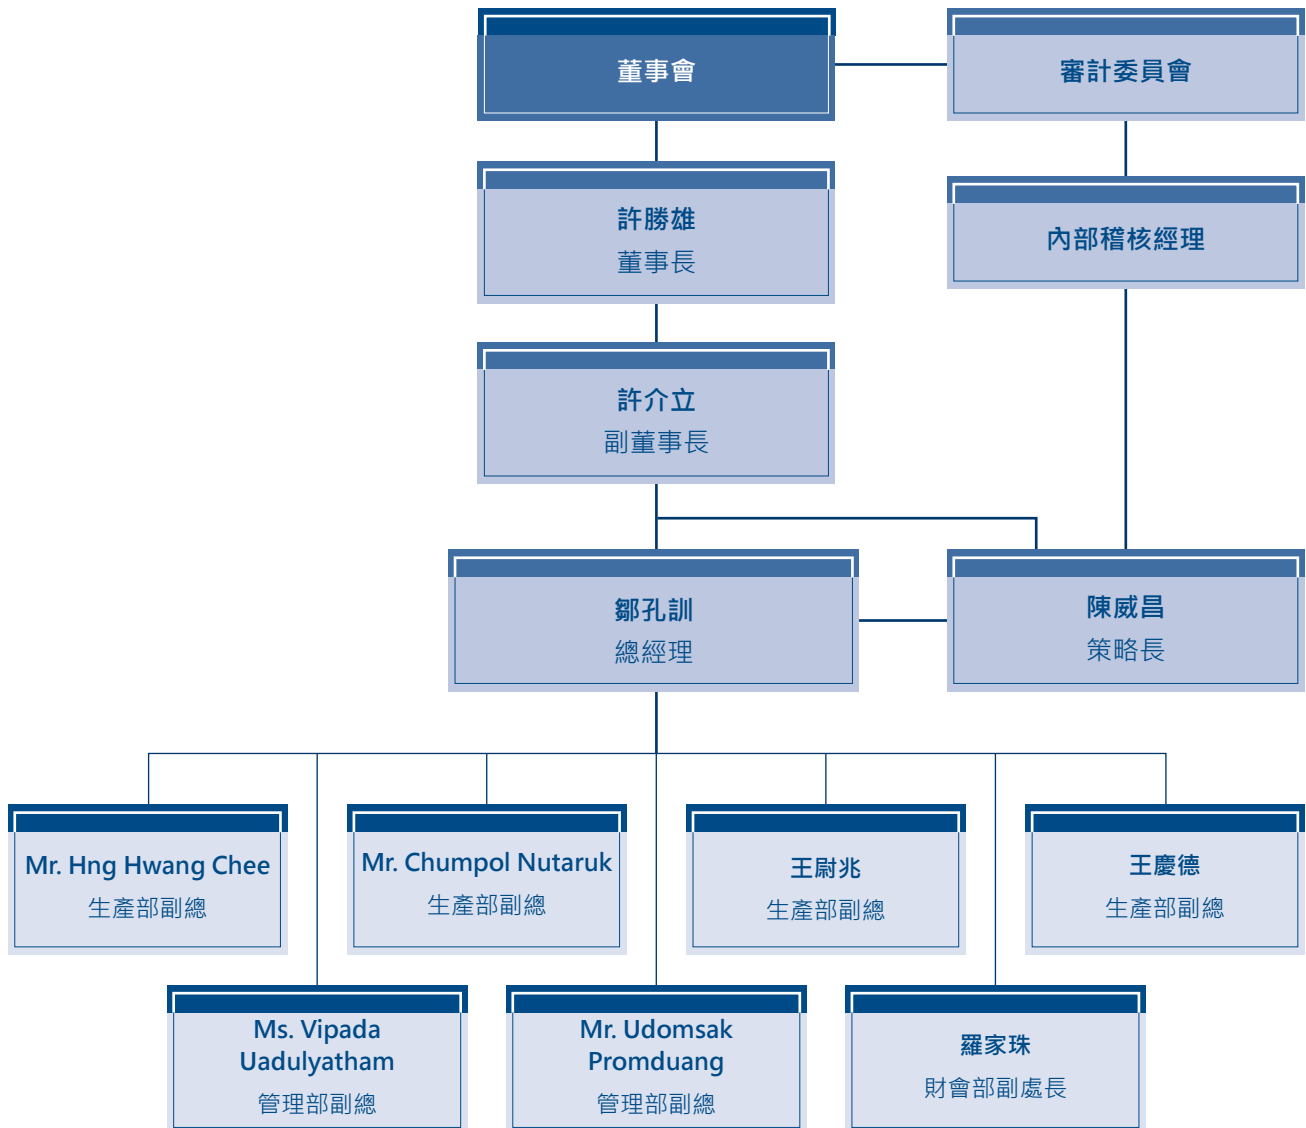 董事會
審計委員會
許勝雄
董事長
內部稽核經理
許介立
副董事長
鄒孔訓
總經理
陳威昌
策略長
Mr. Hng Hwang Chee
生產部副總
Mr. Chumpol Nutaruk
生產部副總
王尉兆
生產部副總
王慶德
生產部副總
Ms. Vipada
Uadulyatham
管理部副總
Mr. Udomsak
Promduang
管理部副總
羅家珠
財會部副處長